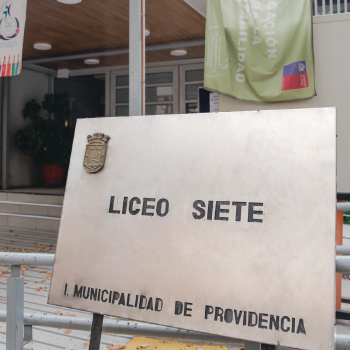 LICEO SIETE
I. MUNICIPALIDAD DE PROVIDENCIA